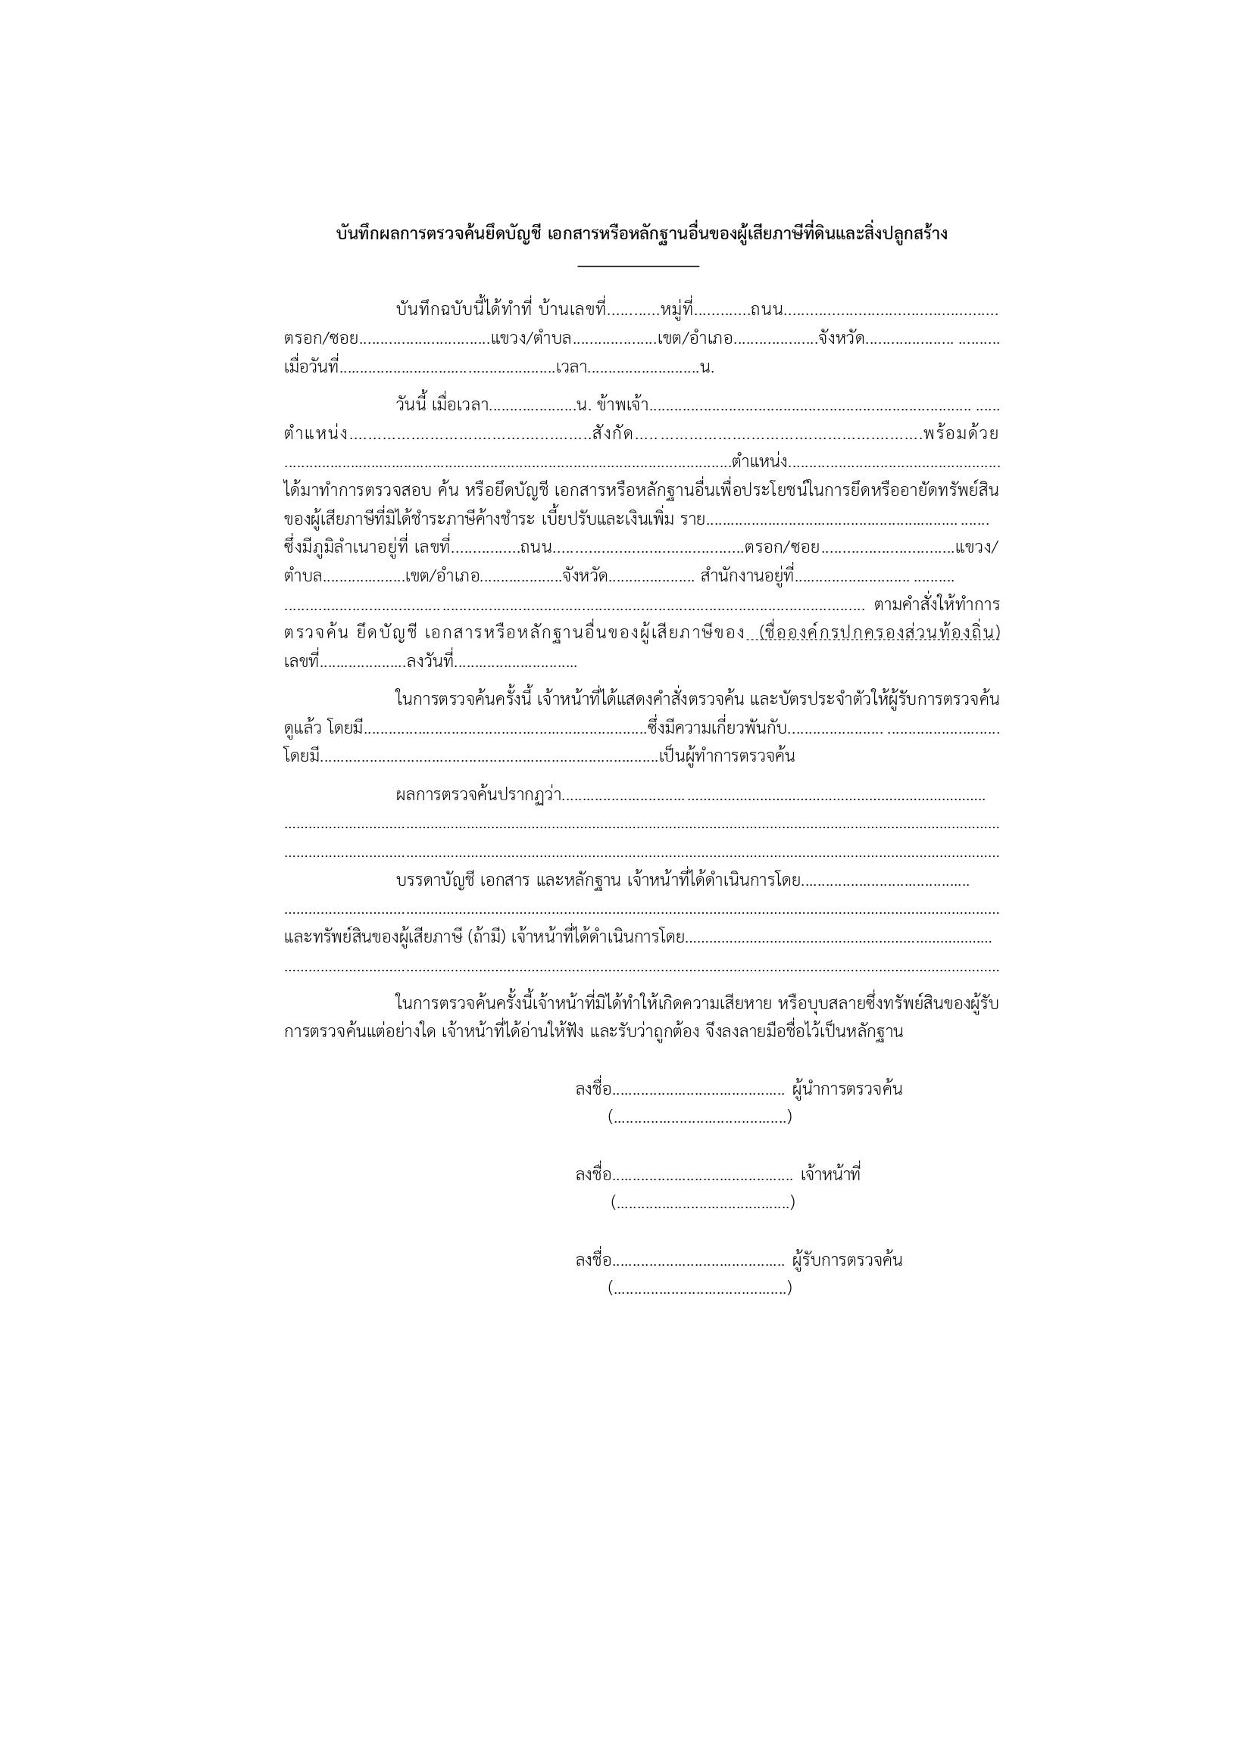 บันทึกผลการตรวจค้นยึดบัญชี เอกสารหรือหลักฐานอื่นของผู้เสียภาษีที่ดินและสิ่งปลูกสร้าง
บันทึกฉบับนี้ได้ทำที่ บ้านเลขที่............หมู่ที่.............ถนน..................................................
ตรอก/ซอย...............................แขวง/ตำบล....................เขต/อำเภอ....................จังหวัด..................... ..........
เมื่อวันที่.....................................................เวลา...........................น.
วันนี้ เมื่อเวลา.....................น. ข้าพเจ้า............................................................................. ......
ตำแหน่ง......................................................สังกัด...............................................................พร้อมด้วย
............................................................................................................ตำแหน่ง...................................................
ได้มาทำการตรวจสอบ ค้น หรือยึดบัญชี เอกสารหรือหลักฐานอื่นเพื่อประโยชน์ในการยึดหรืออายัดทรัพย์สิน
ของผู้เสียภาษีที่มิได้ชำระภาษีค้างชำระ เบี้ยปรับและเงินเพิ่ม ราย............................................................ .......
ซึ่งมีภูมิลำเนาอยู่ที่ เลขที่................ถนน............................................ตรอก/ซอย...............................แขวง/
ตำบล....................เขต/อำเภอ....................จังหวัด..................... สำนักงานอยู่ที่............................ ..........
............................................................................................................................................ ตามคำสั่งให้ทำการ
ตรวจค้น ยึดบัญชี เอกสารหรือหลักฐานอื่นของผู้เสียภาษีของ...(ชื่อองค์กรปกครองส่วนท้องถิ่น)
เลขที่.....................ลงวันที่..............................
ในการตรวจค้นครั้งนี้ เจ้าหน้าที่ได้แสดงคำสั่งตรวจค้น และบัตรประจำตัวให้ผู้รับการตรวจค้น
ดูแล้ว โดยมี....................................................................ซึ่งมีความเกี่ยวพันกับ....................... ...........................
โดยมี..................................................................................เป็นผู้ทำการตรวจค้น
ผลการตรวจค้นปรากฏว่า......................................................................................................
..............................................................................................................................................................................
..............................................................................................................................................................................
บรรดาบัญชี เอกสาร และหลักฐาน เจ้าหน้าที่ได้ดำเนินการโดย.........................................
..............................................................................................................................................................................
และทรัพย์สินของผู้เสียภาษี (ถ้ามี) เจ้าหน้าที่ได้ดำเนินการโดย...........................................................................
..............................................................................................................................................................................
ในการตรวจค้นครั้งนี้เจ้าหน้าที่มิได้ทำให้เกิดความเสียหาย หรือบุบสลายซึ่งทรัพย์สินของผู้รับ
การตรวจค้นแต่อย่างใด เจ้าหน้าที่ได้อ่านให้ฟัง และรับว่าถูกต้อง จึงลงลายมือชื่อไว้เป็นหลักฐาน
ลงชื่อ.......................................... ผู้นำการตรวจค้น
(..........................................)
ลงชื่อ............................................ เจ้าหน้าที่
(..........................................)
ลงชื่อ.......................................... ผู้รับการตรวจค้น
(..........................................)